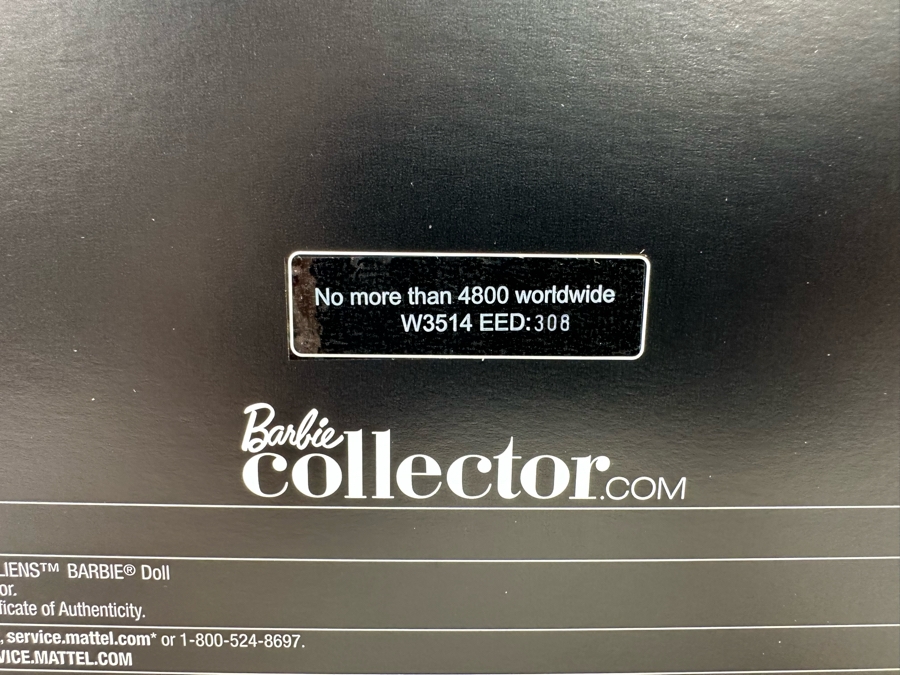 No more than 4800 worldwide
W3514 EED:308
Barbie
collector.COM
LIENS™ BARBIE® Doll
or.
ficate of Authenticity.
, service.mattel.com* or 1-800-524-8697.
VICE.MATTEL.COM